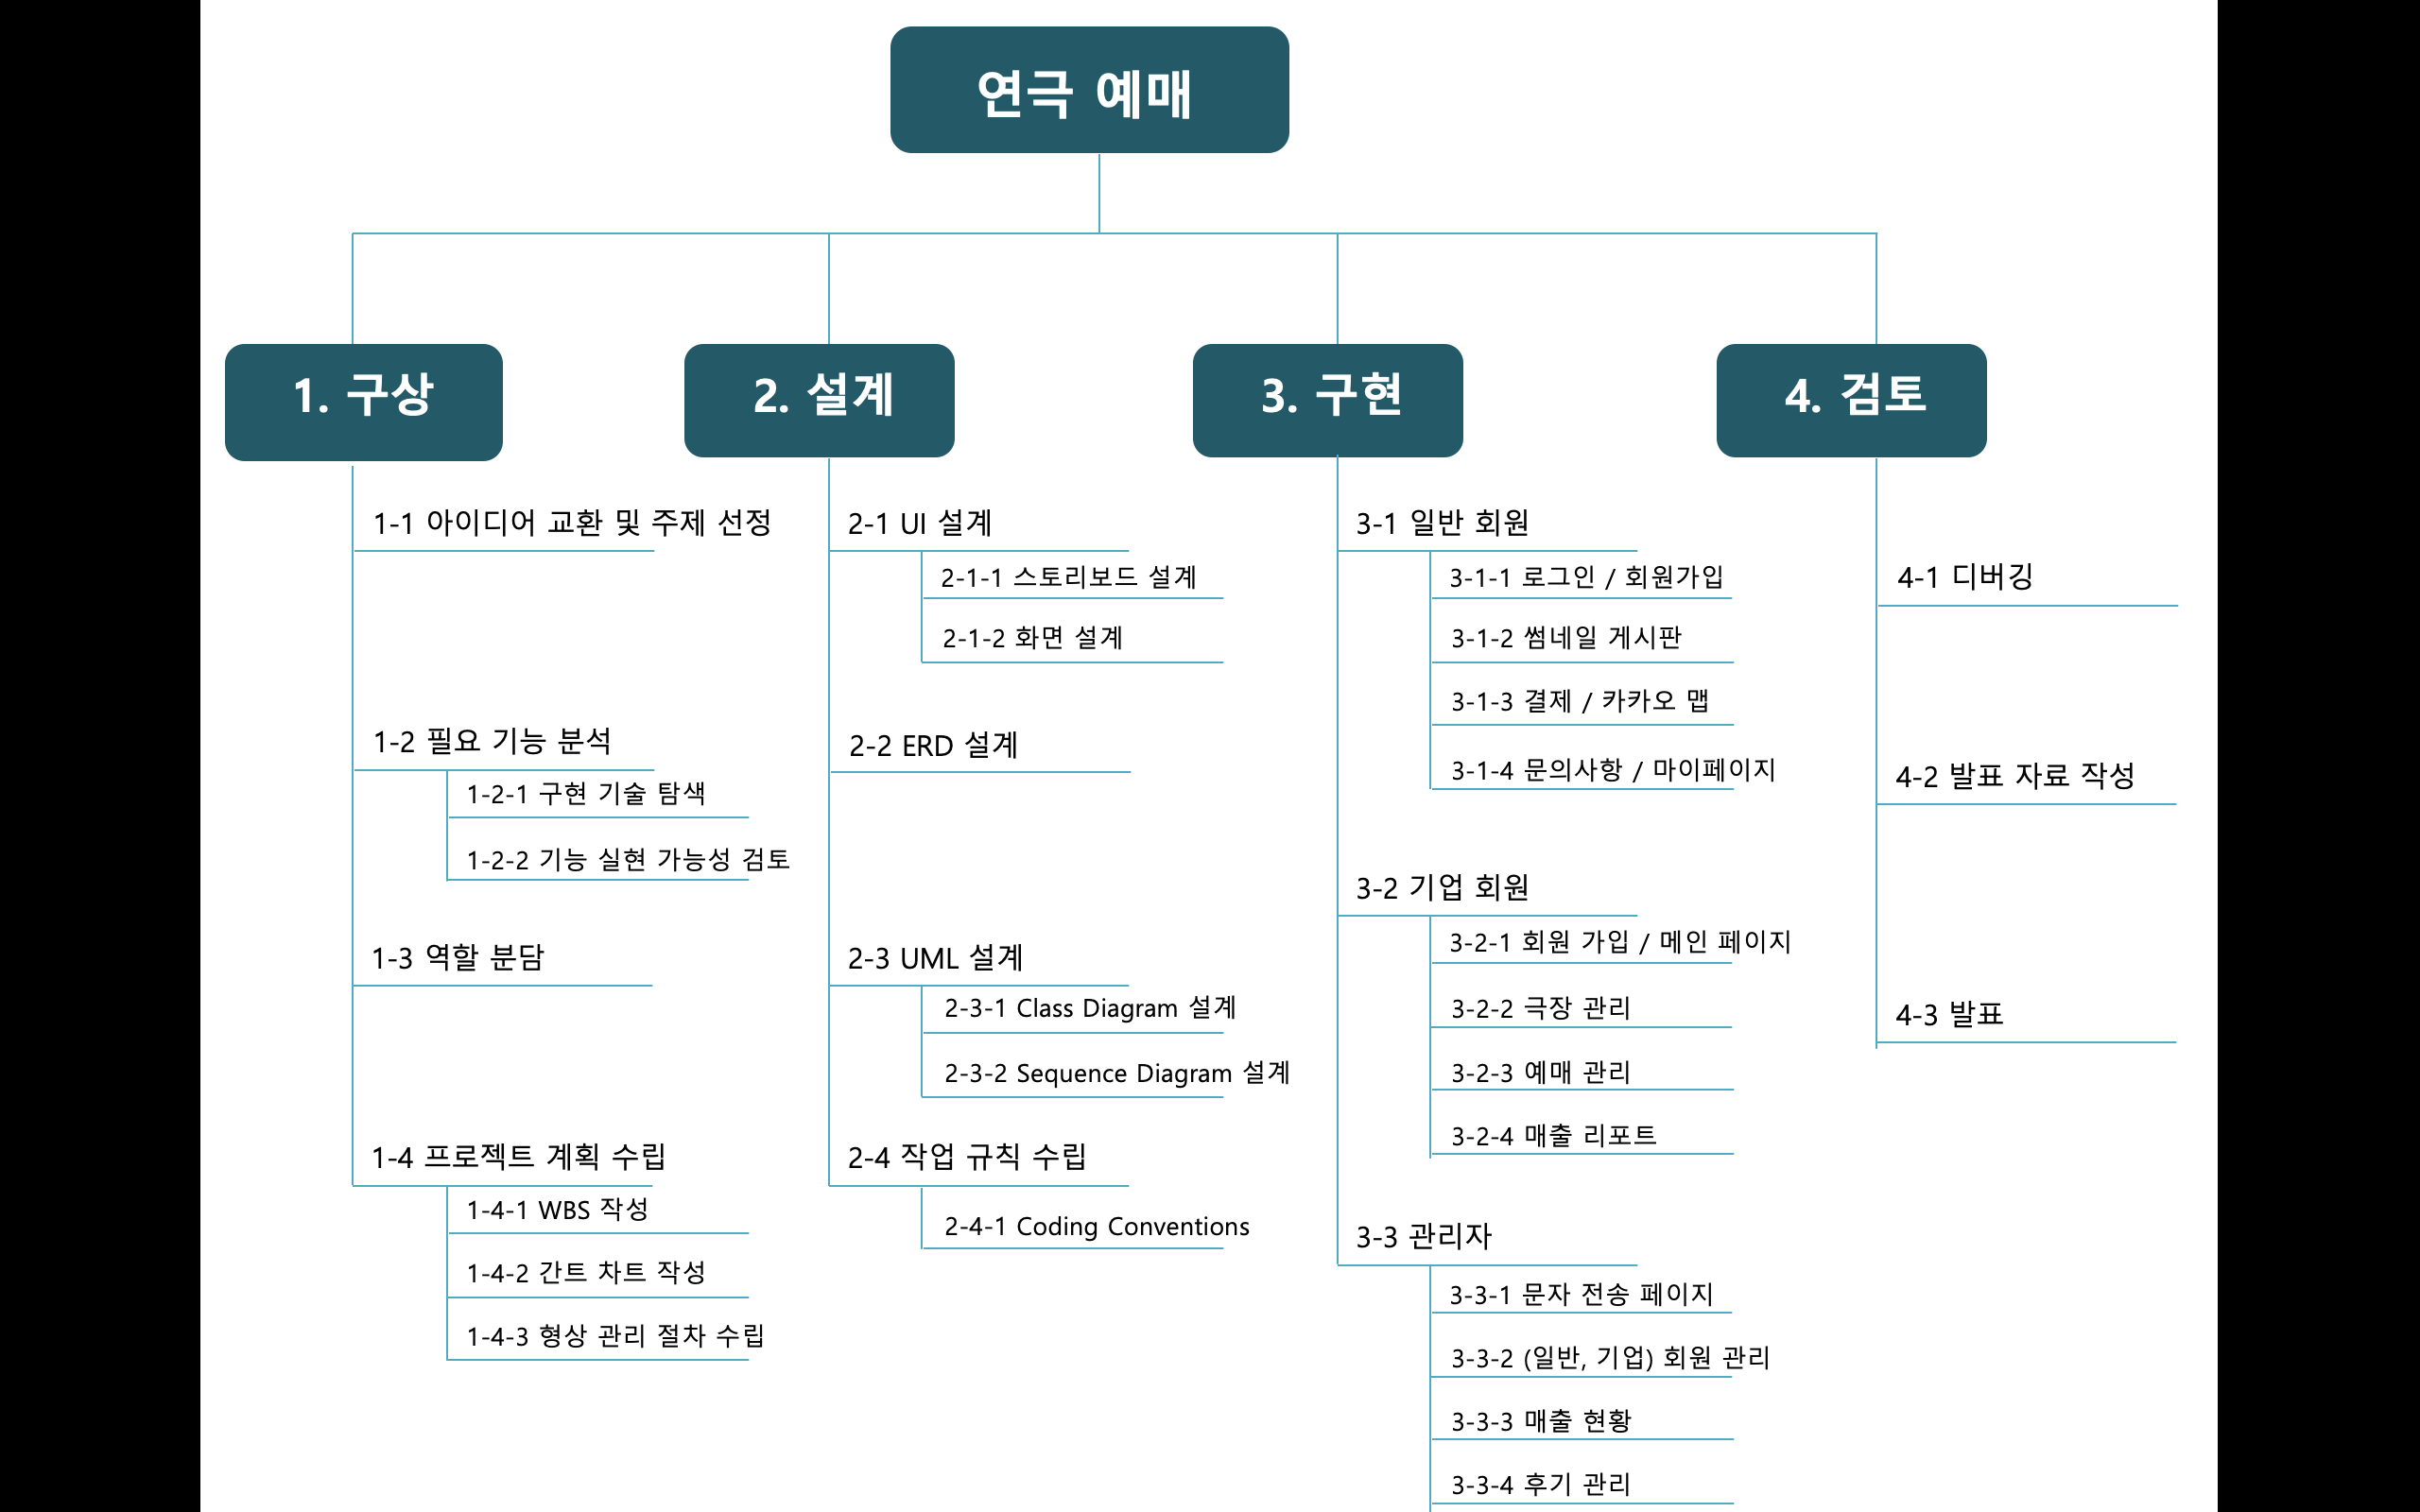 연극 예매
1. 구상
1-1 아이디어 교환 및 주제 선정
1-2 필요 기능 분석
1-2-1 구현 기술 탐색
1-2-2 기능 실현 가능성 검토
1-3 역할 분담
1-4 프로젝트 계획 수립
1-4-1 WBS 작성
1-4-2 간트 차트 작성
1-4-3 형상 관리 절차 수립
2. 설계
2-1 UI 설계
2-1-1 스토리보드 설계
2-1-2 화면 설계
2-2 ERD 설계
2-3 UML 설계
2-3-1 Class Diagram 설계
2-3-2 Sequence Diagram 설계
2-4 작업 규칙 수립
2-4-1 Coding Conventions
3. 구현
3-1 일반 회원
3-1-1 로그인 / 회원가입
3-1-2 썸네일 게시판
3-1-3 결제 / 카카오 맵
3-1-4 문의사항 / 마이페이지
3-2 기업 회원
3-2-1 회원 가입 / 메인 페이지
3-2-2 극장 관리
3-2-3 예매 관리
3-2-4 매출 리포트
3-3 관리자
3-3-1 문자 전송 페이지
3-3-2 (일반, 기업) 회원 관리
3-3-3 매출 현황
3-3-4 후기 관리
4. 검토
4-1 디버깅
4-2 발표 자료 작성
4-3 발표